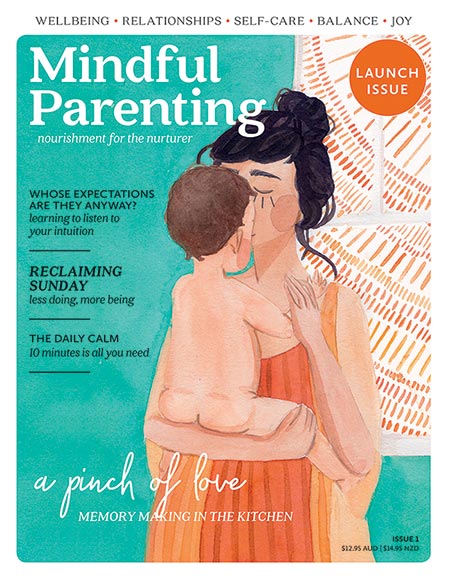 WELLBEING • RELATIONSHIPS • SELF-CARE • BALANCE • JOY
Mindful
Parenting
nourishment for the nurturer
LAUNCH
ISSUE
WHOSE EXPECTATIONS
ARE THEY ANYWAY?
learning to listen to
your intuition
RECLAIMING
SUNDAY
less doing, more being
THE DAILY CALM
10 minutes is all you need
a pinch of love
MEMORY MAKING IN THE KITCHEN
ISSUE 1
$12.95 AUD | $14.95 NZD